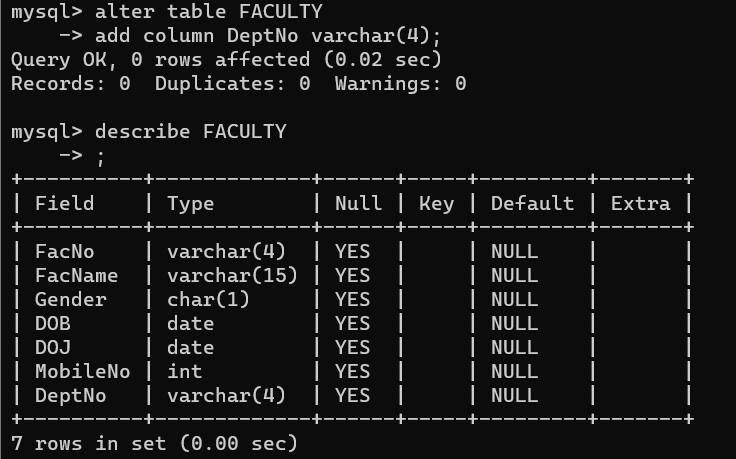 mysql> alter table FACULTY
    -> add column DeptNo varchar(4);
Query OK, 0 rows affected (0.02 sec)
Records: 0  Duplicates: 0  Warnings: 0

mysql> describe FACULTY
    -> ;
+----------+-------------+------+-----+---------+-------+
| Field    | Type        | Null | Key | Default | Extra |
+----------+-------------+------+-----+---------+-------+
| FacNo    | varchar(4)  | YES  |     | NULL    |       |
| FacName  | varchar(15) | YES  |     | NULL    |       |
| Gender   | char(1)     | YES  |     | NULL    |       |
| DOB      | date        | YES  |     | NULL    |       |
| DOJ      | date        | YES  |     | NULL    |       |
| MobileNo | int         | YES  |     | NULL    |       |
| DeptNo   | varchar(4)  | YES  |     | NULL    |       |
+----------+-------------+------+-----+---------+-------+
7 rows in set (0.00 sec)